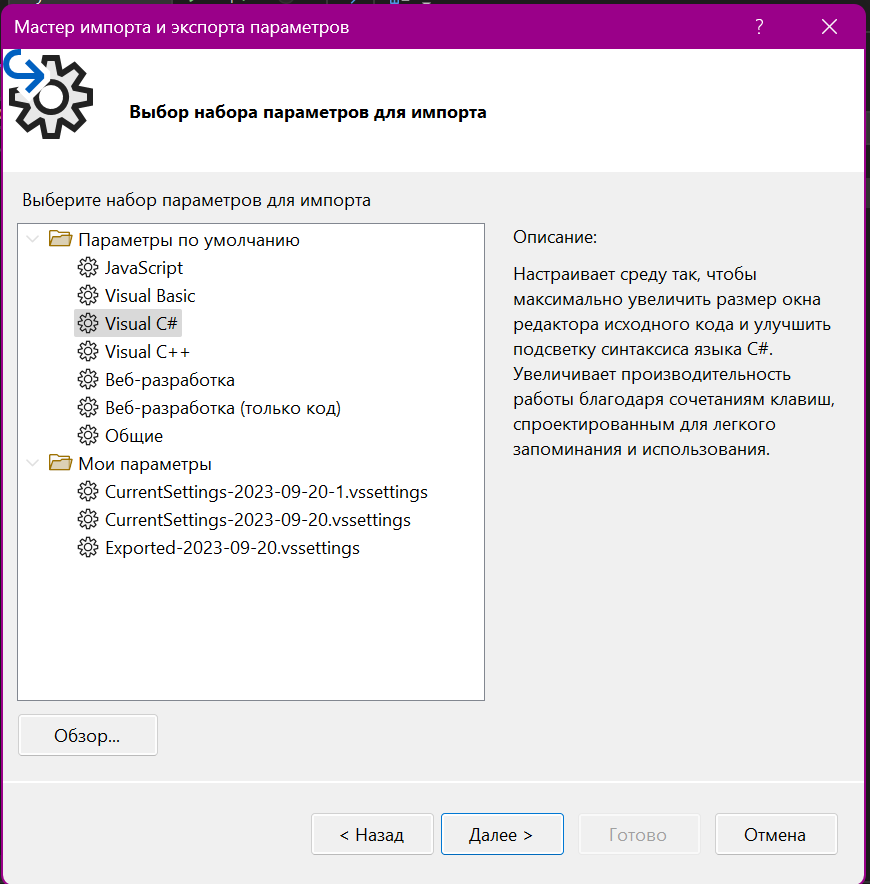 Мастер импорта и экспорта параметров
?
Выбор набора параметров для импорта
Выберите набор параметров для импорта
Параметры по умолчанию
JavaScript
Visual Basic
Visual C#
Visual C++
Веб-разработка
Веб-разработка (только код)
Общие
Мои параметры
CurrentSettings-2023-09-20-1.vssettings
CurrentSettings-2023-09-20.vssettings
Exported-2023-09-20.vssettings
Описание:
Настраивает среду так, чтобы
максимально увеличить размер окна
редактора исходного кода и улучшить
подсветку синтаксиса языка C#.
Увеличивает производительность
работы благодаря сочетаниям клавиш,
спроектированным для легкого
запоминания и использования.
Обзор...
< Назад
Далее >
Готово
Отмена